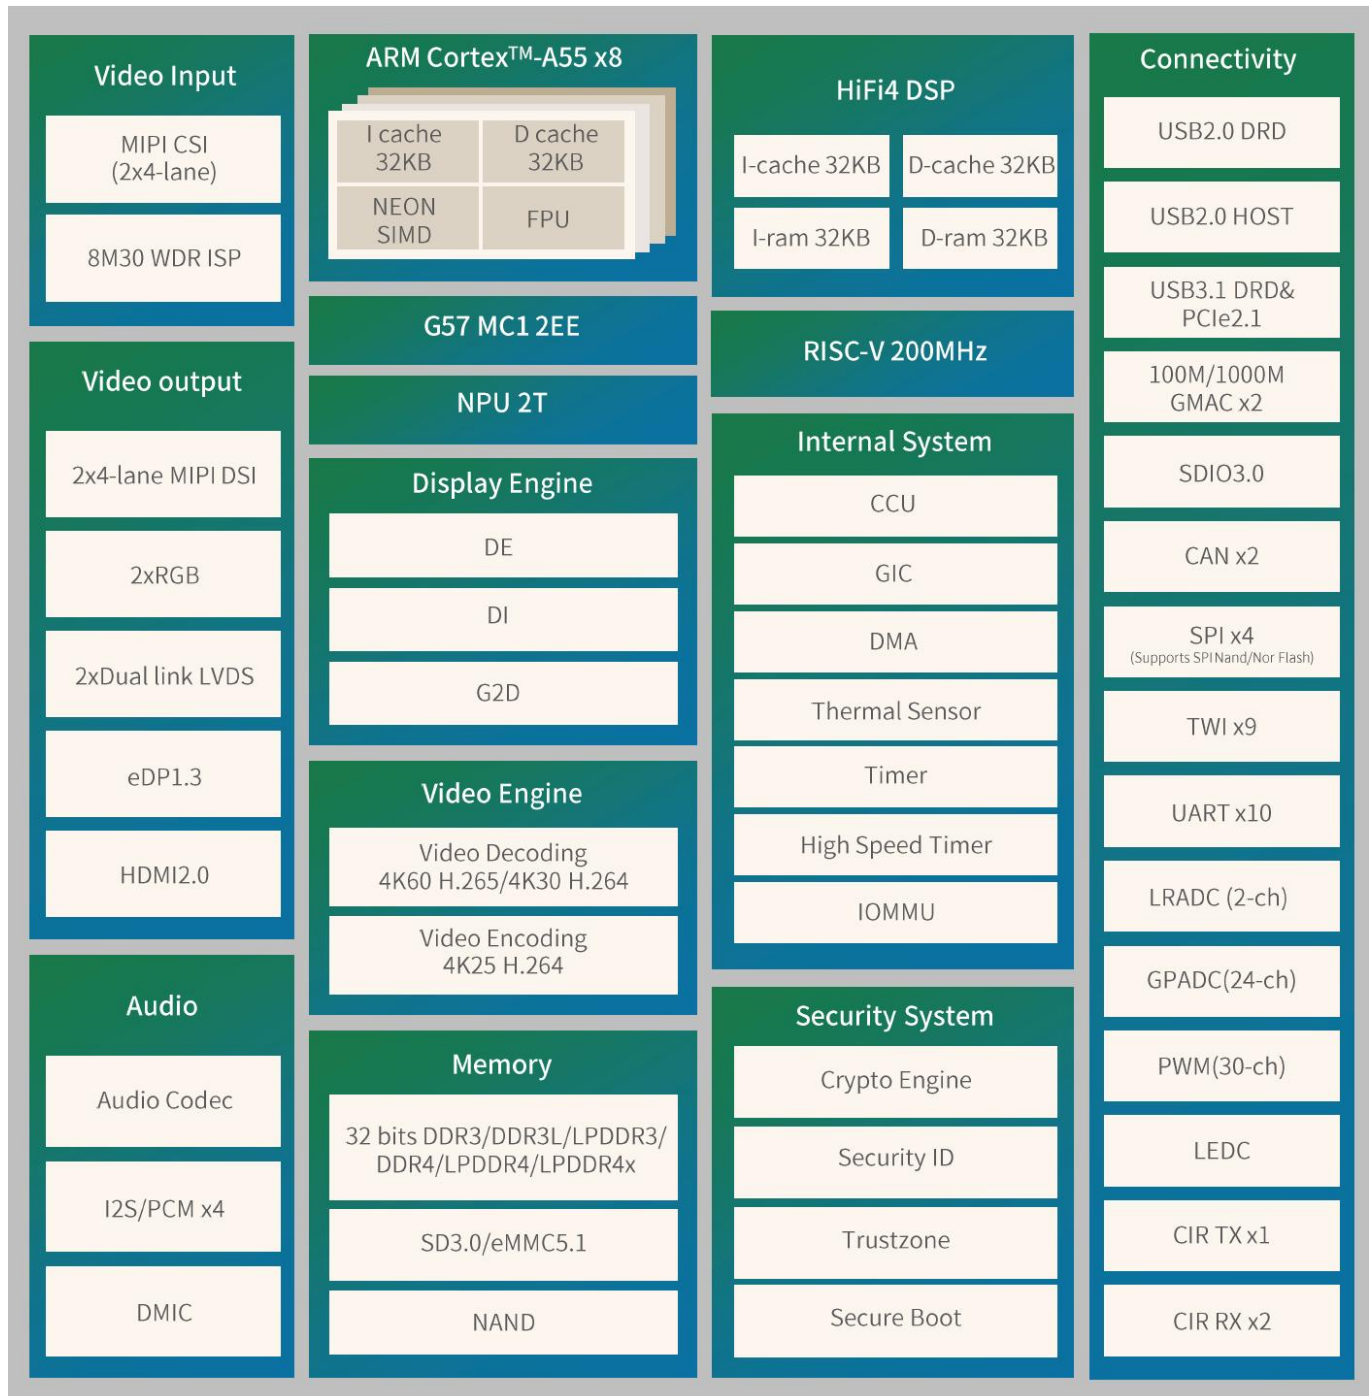 Video Input
MIPI CSI
(2x4-lane)
8M30 WDR ISP
Video output
2x4-lane MIPI DSI
2xRGB
2xDual link LVDS
eDP1.3
HDMI2.0
Audio
Audio Codec
I2S/PCM x4
DMIC
ARM Cortex™-A55 x8
I cache
32KB
D cache
32KB
NEON
SIMD
FPU
G57 MC1 2EE
NPU 2T
Display Engine
DE
DI
G2D
Video Engine
Video Decoding
4K60 H.265/4K30 H.264
Video Encoding
4K25 H.264
Memory
32 bits DDR3/DDR3L/LPDDR3/
DDR4/LPDDR4/LPDDR4x
SD3.0/eMMC5.1
NAND
HiFi4 DSP
I-cache 32KB
D-cache 32KB
I-ram 32KB
D-ram 32KB
RISC-V 200MHz
Internal System
CCU
GIC
DMA
Thermal Sensor
Timer
High Speed Timer
IOMMU
Security System
Crypto Engine
Security ID
Trustzone
Secure Boot
Connectivity
USB2.0 DRD
USB2.0 HOST
USB3.1 DRD&
PCIe2.1
100M/1000M
GMAC x2
SDIO3.0
CAN x2
SPI x4
(Supports SPI Nand/Nor Flash)
TWI x9
UART x10
LRADC (2-ch)
GPADC(24-ch)
PWM(30-ch)
LEDC
CIR TX x1
CIR RX x2